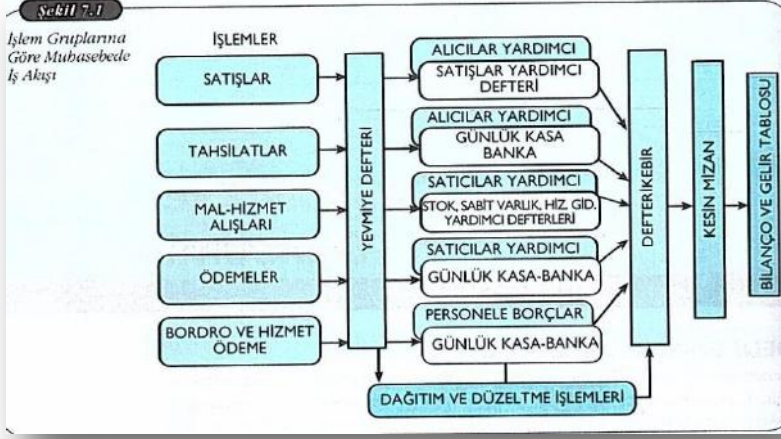 Şekil 7.1
İşlem Gruplarına
Göre Muhasebede
İş Akışı
İŞLEMLER
SATIŞLAR
TAHSİLATLAR
MAL-HİZMET
ALIŞLARI
ÖDEMELER
BORDRO VE HİZMET
ÖDEME
YEVMİYE DEFTERİ
ALICILAR YARDIMCI
SATIŞLAR YARDIMCI
DEFTERİ
ALICILAR YARDIMCI
GÜNLÜK KASA
BANKA
SATICILAR YARDIMCI
STOK, SABİT VARLIK, HİZ. GİD.
YARDIMCI DEFTERLERİ
SATICILAR YARDIMCI
GÜNLÜK KASA-BANKA
PERSONELE BORÇLAR
GÜNLÜK KASA-BANKA
DAĞITIM VE DÜZELTME İŞLEMLERİ
DEFTERİKEBİR
KESİN MİZAN
BİLANÇO VE GELİR TABLOSU